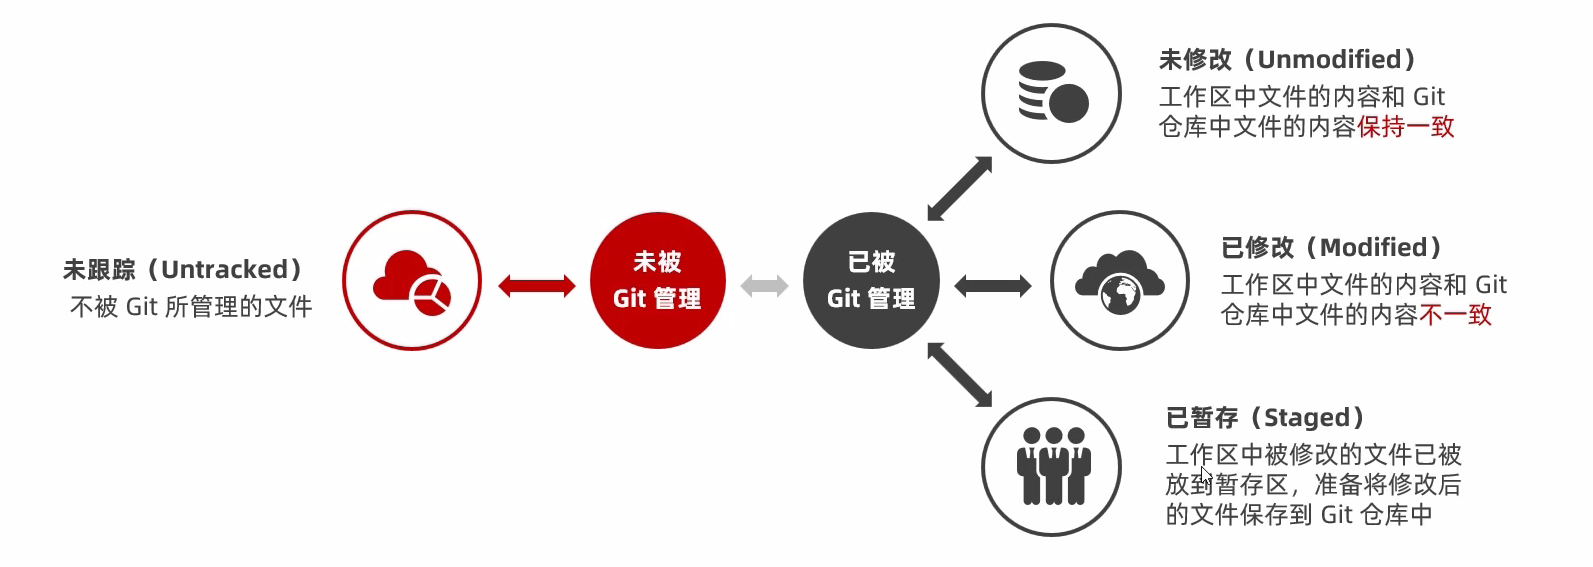 未修改（Unmodified）
工作区中文件的内容和 Git
仓库中文件的内容保持一致
未跟踪（Untracked）
不被 Git 所管理的文件
未被
Git 管理
已被
Git 管理
已修改（Modified）
工作区中文件的内容和 Git
仓库中文件的内容不一致
已暂存（Staged）
工作区中被修改的文件已被
放到暂存区，准备将修改后
的文件保存到 Git 仓库中